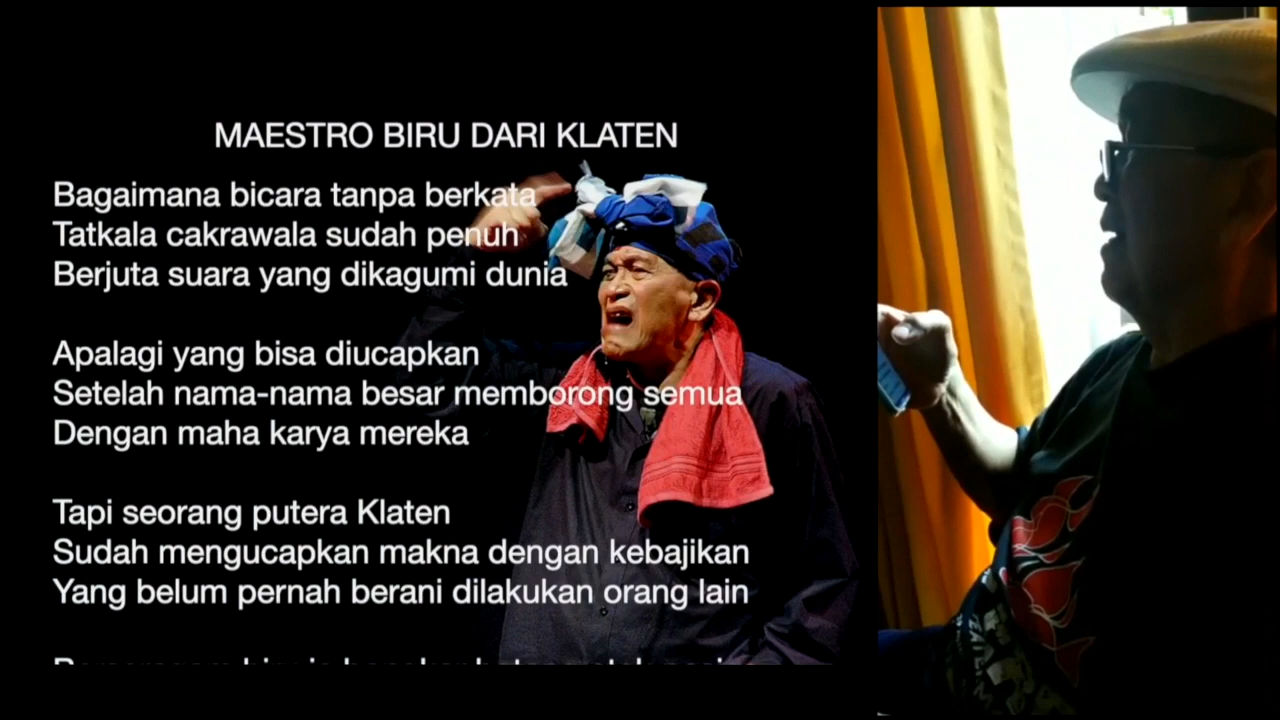 MAESTRO BIRU DARI KLATEN
Bagaimana bicara tanpa berkata
Tatkala cakrawala sudah penuh
Berjuta suara yang dikagumi dunia
Apalagi yang bisa diucapkan
Setelah nama-nama besar memborong semua
Dengan maha karya mereka
Tapi seorang putera Klaten
Sudah mengucapkan makna dengan kebajikan
Yang belum pernah berani dilakukan orang lain